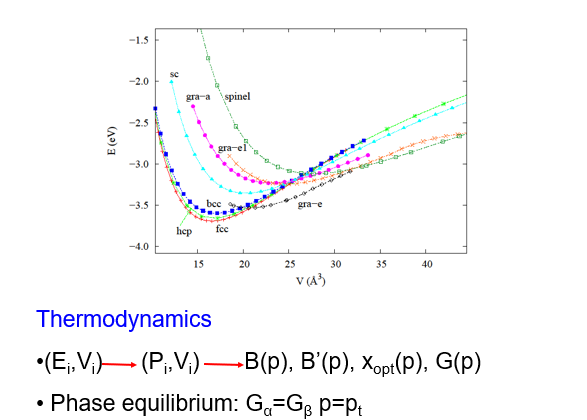 −1.5
−2.0
−2.5
−3.0
−3.5
−4.0
E (eV)
sc
gra−a
spinel
gra−e1
bcc
gra−e
hcp
fcc
15 20 25 30 35 40
V (Å³)
Thermodynamics
•(Eᵢ,Vᵢ) (Pᵢ,Vᵢ) B(p), B’(p), xₒₚₜ(p), G(p)
• Phase equilibrium: Gα=Gβ p=pₜ